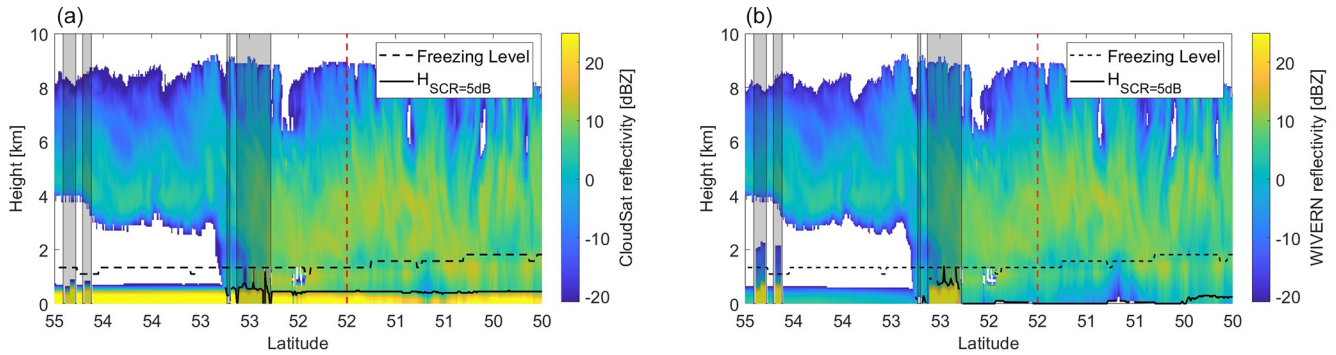 (a)
Freezing Level
H_SCR=5dB
10
8
6
4
2
0
Height [km]
55 54 54 53 53 52 52 51 51 50 50
Latitude
20
10
0
-10
-20
CloudSat reflectivity [dBZ]
(b)
Freezing Level
H_SCR=5dB
10
8
6
4
2
0
Height [km]
55 54 54 53 53 52 52 51 51 50 50
Latitude
20
10
0
-10
-20
WIVERN reflectivity [dBZ]